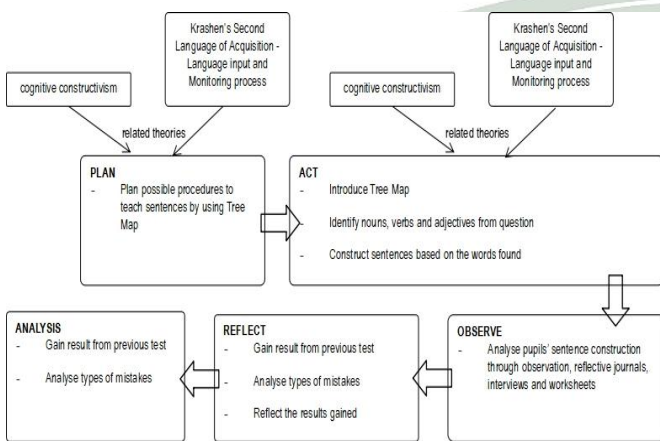 Krashen's Second
Language of Acquisition -
Language input and
Monitoring process
cognitive constructivism
related theories
Krashen's Second
Language of Acquisition -
Language input and
Monitoring process
cognitive constructivism
related theories
PLAN
- Plan possible procedures to
teach sentences by using Tree
Map
ACT
- Introduce Tree Map
- Identify nouns, verbs and adjectives from question
- Construct sentences based on the words found
ANALYSIS
- Gain result from previous test
- Analyse types of mistakes
REFLECT
- Gain result from previous test
- Analyse types of mistakes
- Reflect the results gained
OBSERVE
- Analyse pupils' sentence construction
through observation, reflective journals,
interviews and worksheets